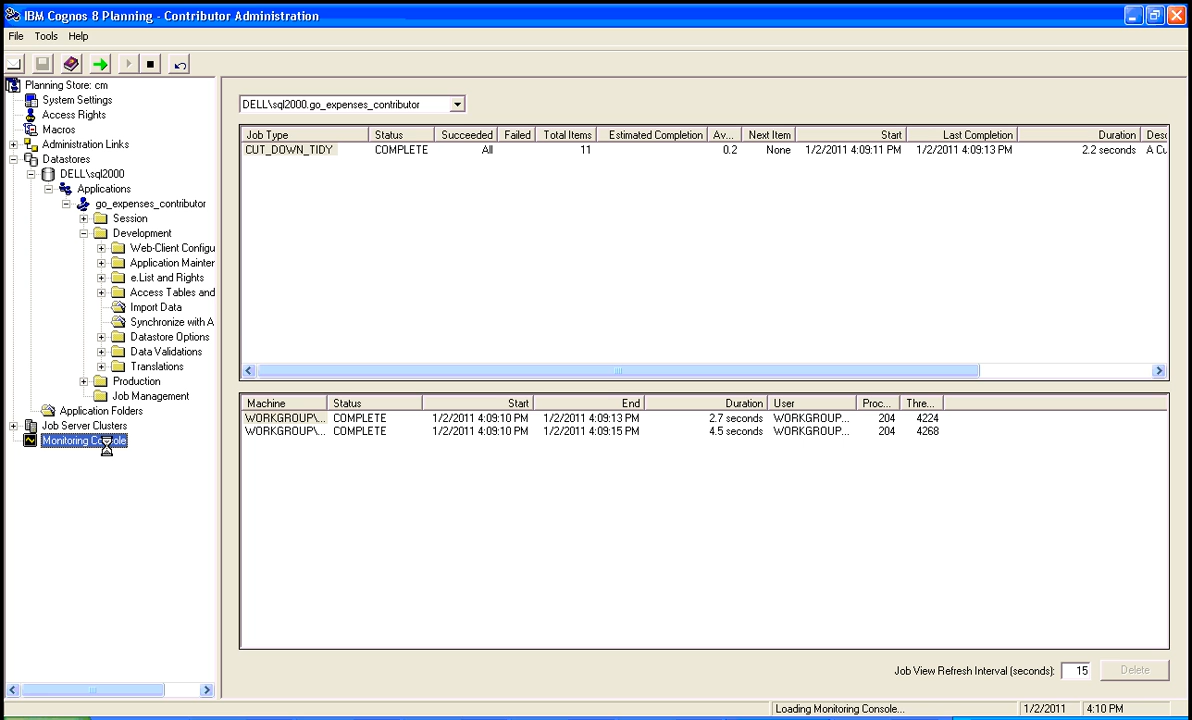 IBM Cognos 8 Planning - Contributor Administration
File Tools Help
Planning Store: cm
System Settings
Access Rights
Macros
Administration Links
Datastores
DELL\sql2000
Applications
go_expenses_contributor
Session
Development
Web-Client Configu
Application Mainter
e.List and Rights
Access Tables and
Import Data
Synchronize with A
Datastore Options
Data Validations
Translations
Production
Job Management
Application Folders
Job Server Clusters
Monitoring Console
DELL\sql2000.go_expenses_contributor
Job Type Status Succeeded Failed Total Items Estimated Completion Av... Next Item Start Last Completion Duration Desc
CUT_DOWN_TIDY COMPLETE All 11 0.2 None 1/2/2011 4:09:11 PM 1/2/2011 4:09:13 PM 2.2 seconds A Cu
Machine Status Start End Duration User Proc... Thre...
WORKGROUP\... COMPLETE 1/2/2011 4:09:10 PM 1/2/2011 4:09:13 PM 2.7 seconds WORKGROUP... 204 4224
WORKGROUP\... COMPLETE 1/2/2011 4:09:10 PM 1/2/2011 4:09:15 PM 4.5 seconds WORKGROUP... 204 4268
Job View Refresh Interval (seconds): 15 Delete
Loading Monitoring Console... 1/2/2011 4:10 PM